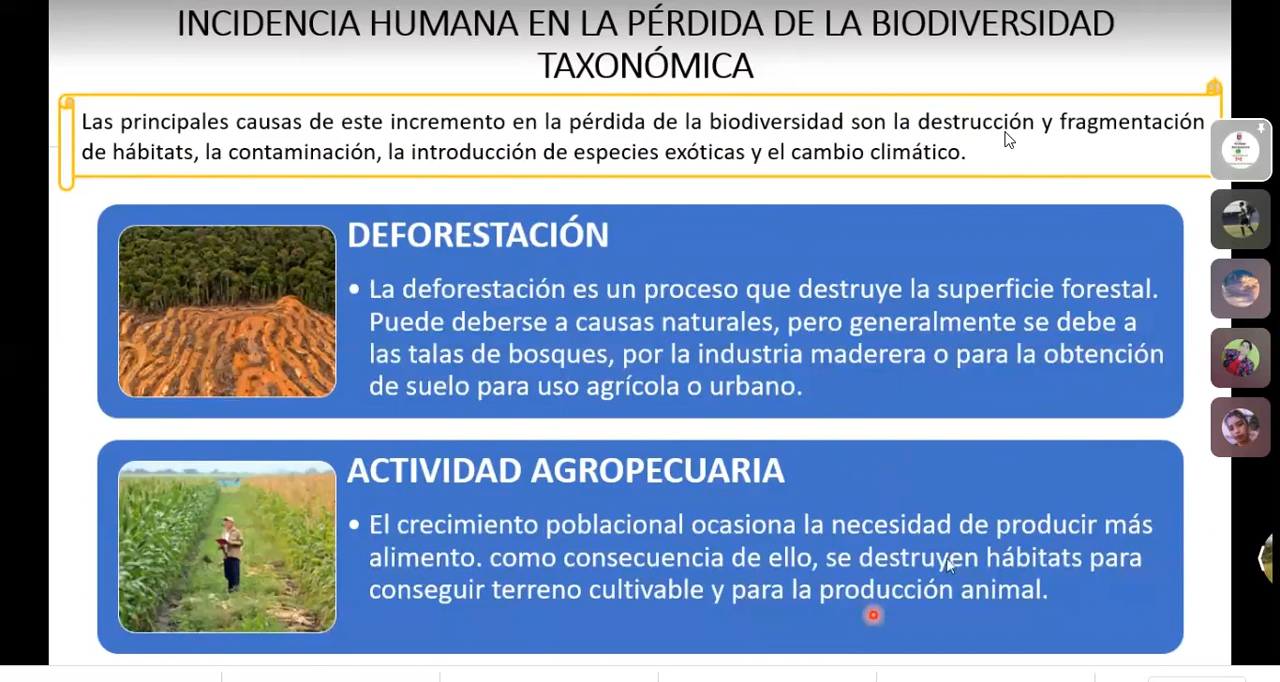 INCIDENCIA HUMANA EN LA PÉRDIDA DE LA BIODIVERSIDAD
TAXONÓMICA
Las principales causas de este incremento en la pérdida de la biodiversidad son la destrucción y fragmentación
de hábitats, la contaminación, la introducción de especies exóticas y el cambio climático.
DEFORESTACIÓN
• La deforestación es un proceso que destruye la superficie forestal.
Puede deberse a causas naturales, pero generalmente se debe a
las talas de bosques, por la industria maderera o para la obtención
de suelo para uso agrícola o urbano.
ACTIVIDAD AGROPECUARIA
• El crecimiento poblacional ocasiona la necesidad de producir más
alimento. como consecuencia de ello, se destruyen hábitats para
conseguir terreno cultivable y para la producción animal.